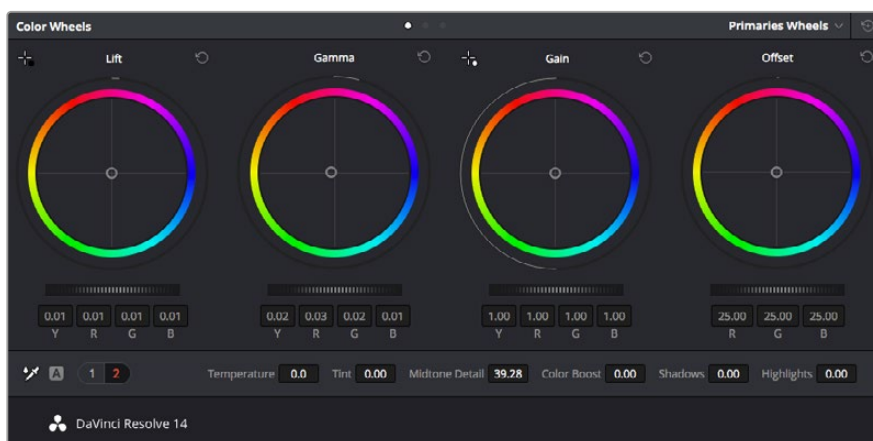 Color Wheels Primaries Wheels
Lift Gamma Gain Offset
0.01 0.01 0.01 0.01 0.02 0.03 0.02 0.01 1.00 1.00 1.00 1.00 25.00 25.00 25.00
Y R G B Y R G B Y R G B R G B
A 1 2 Temperature 0.0 Tint 0.00 Midtone Detail 39.28 Color Boost 0.00 Shadows 0.00 Highlights 0.00
DaVinci Resolve 14